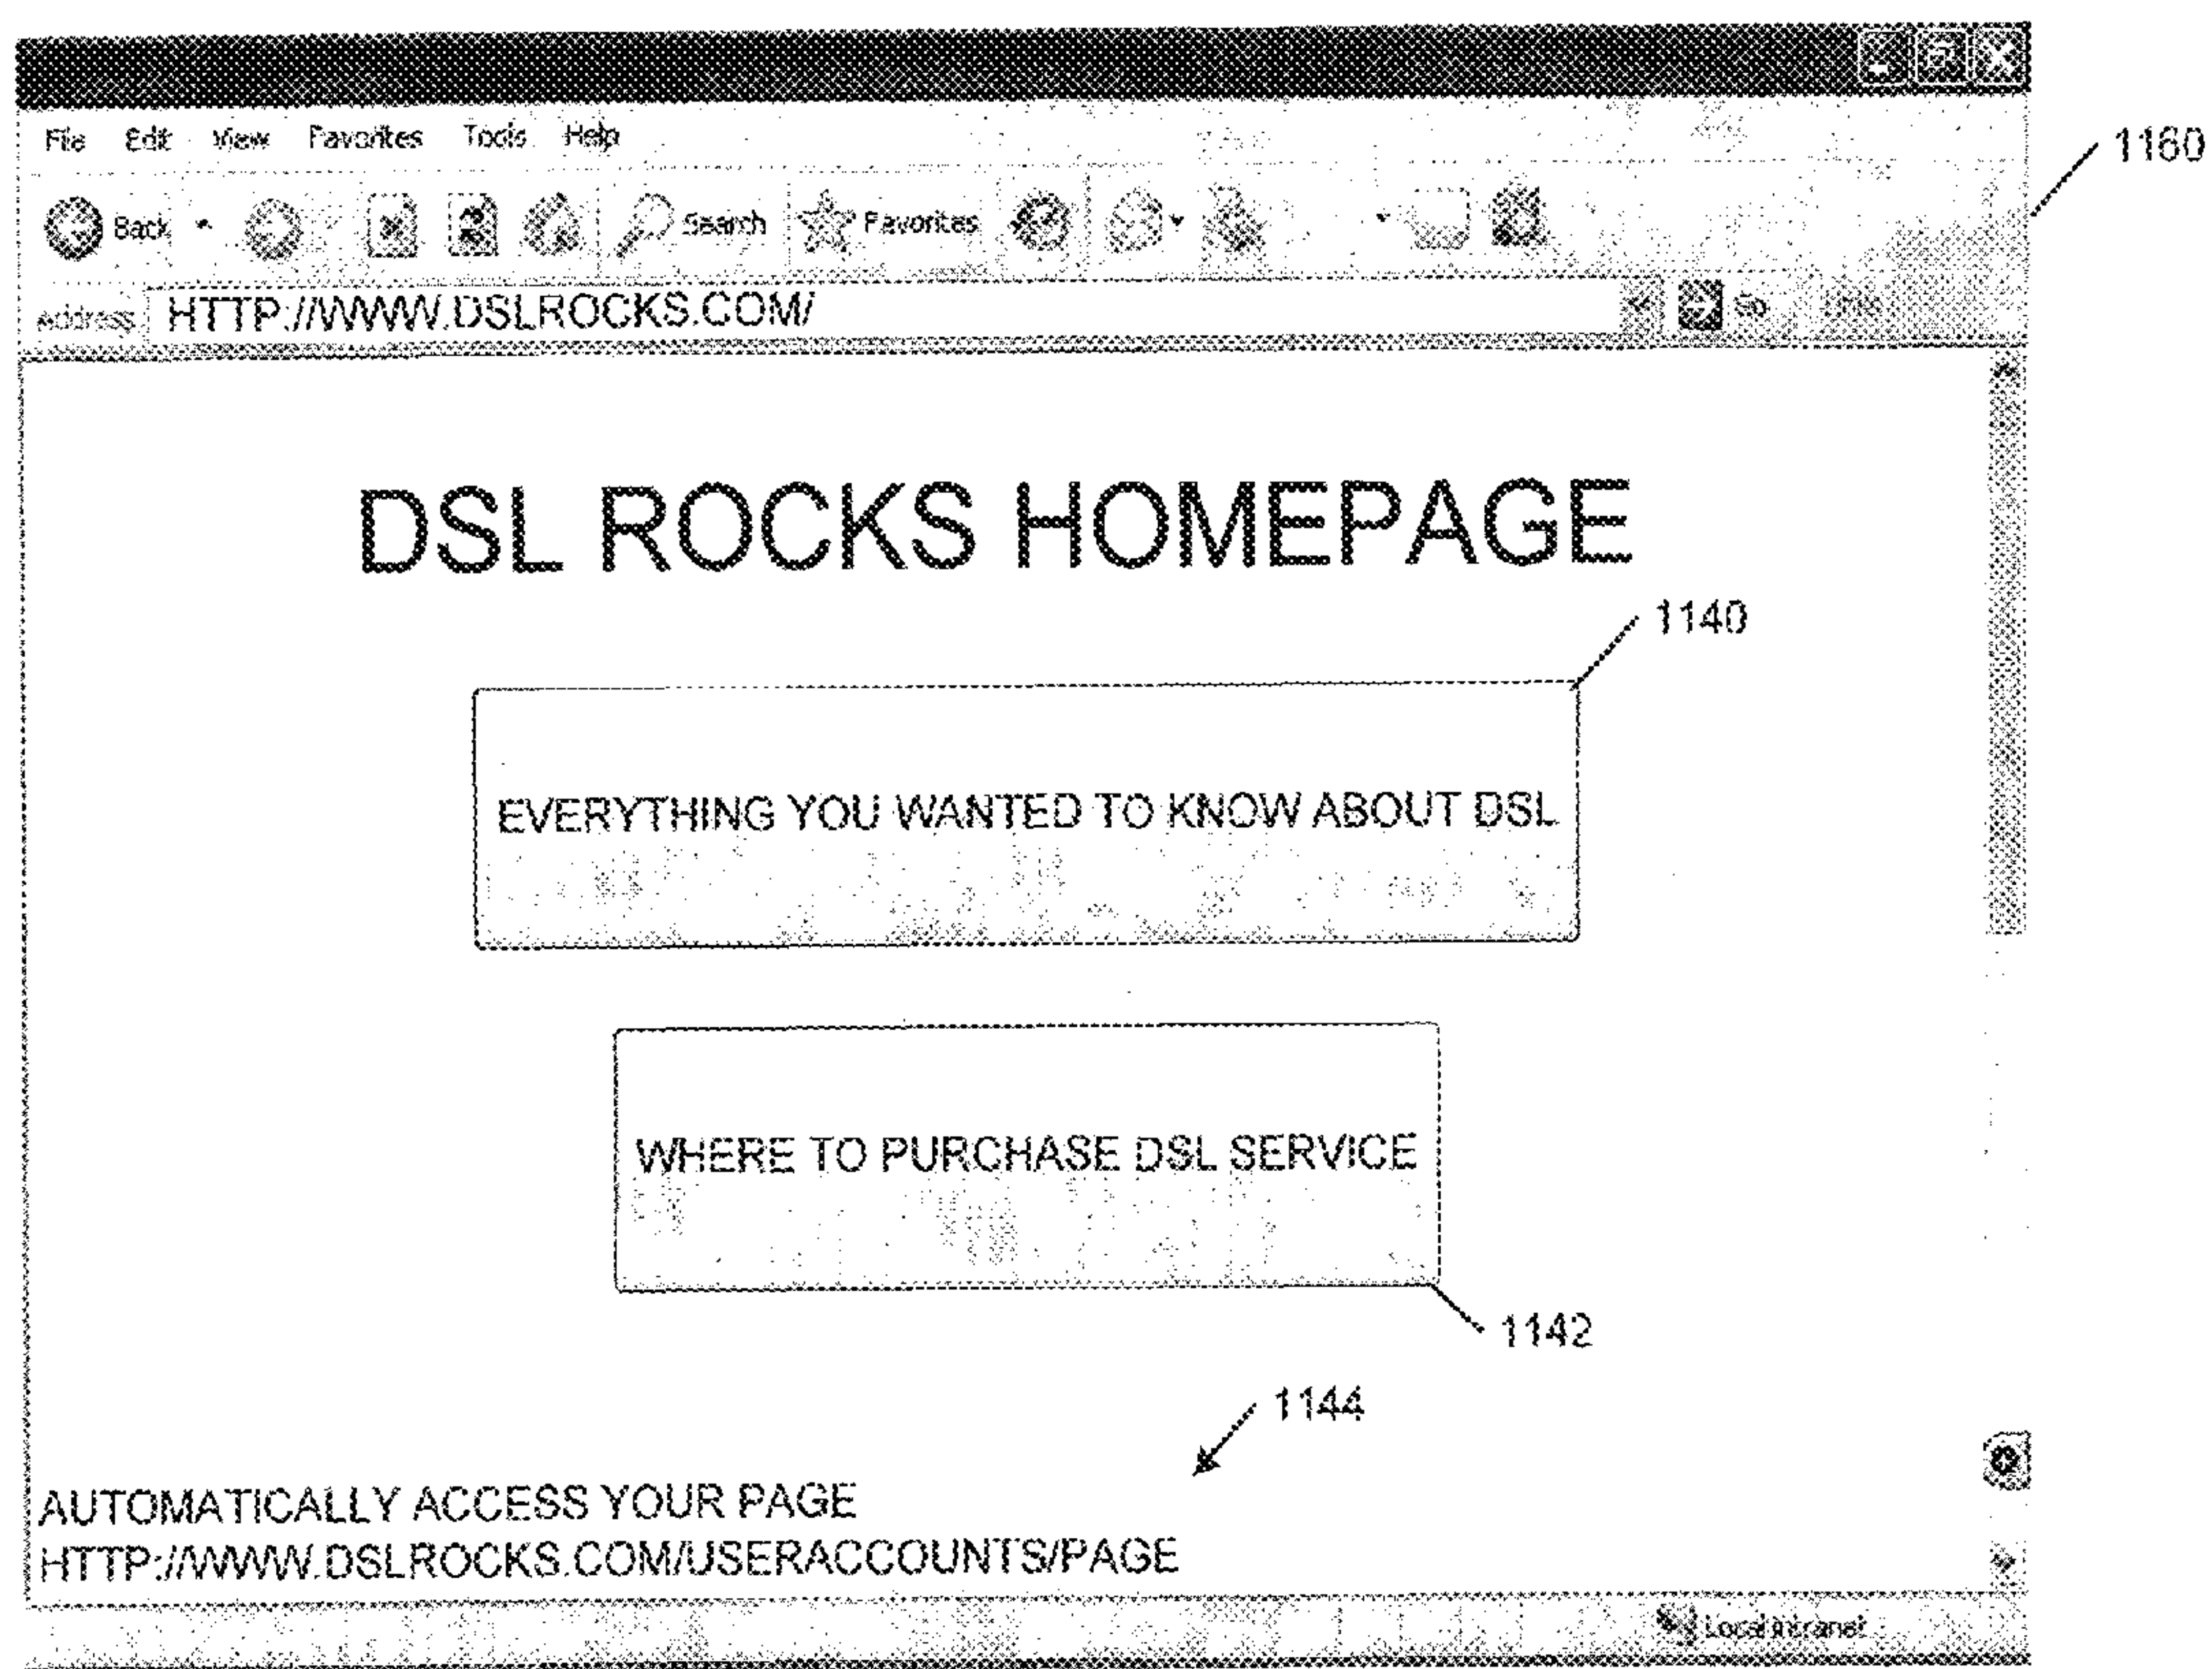 File Edit View Favorites Tools Help
1160
Back Search Favorites
Address HTTP://WWW.DSLROCKS.COM/ Go
DSL ROCKS HOMEPAGE
1140
EVERYTHING YOU WANTED TO KNOW ABOUT DSL
WHERE TO PURCHASE DSL SERVICE
1142
1144
AUTOMATICALLY ACCESS YOUR PAGE
HTTP://WWW.DSLROCKS.COM/USERACCOUNTS/PAGE
Local intranet